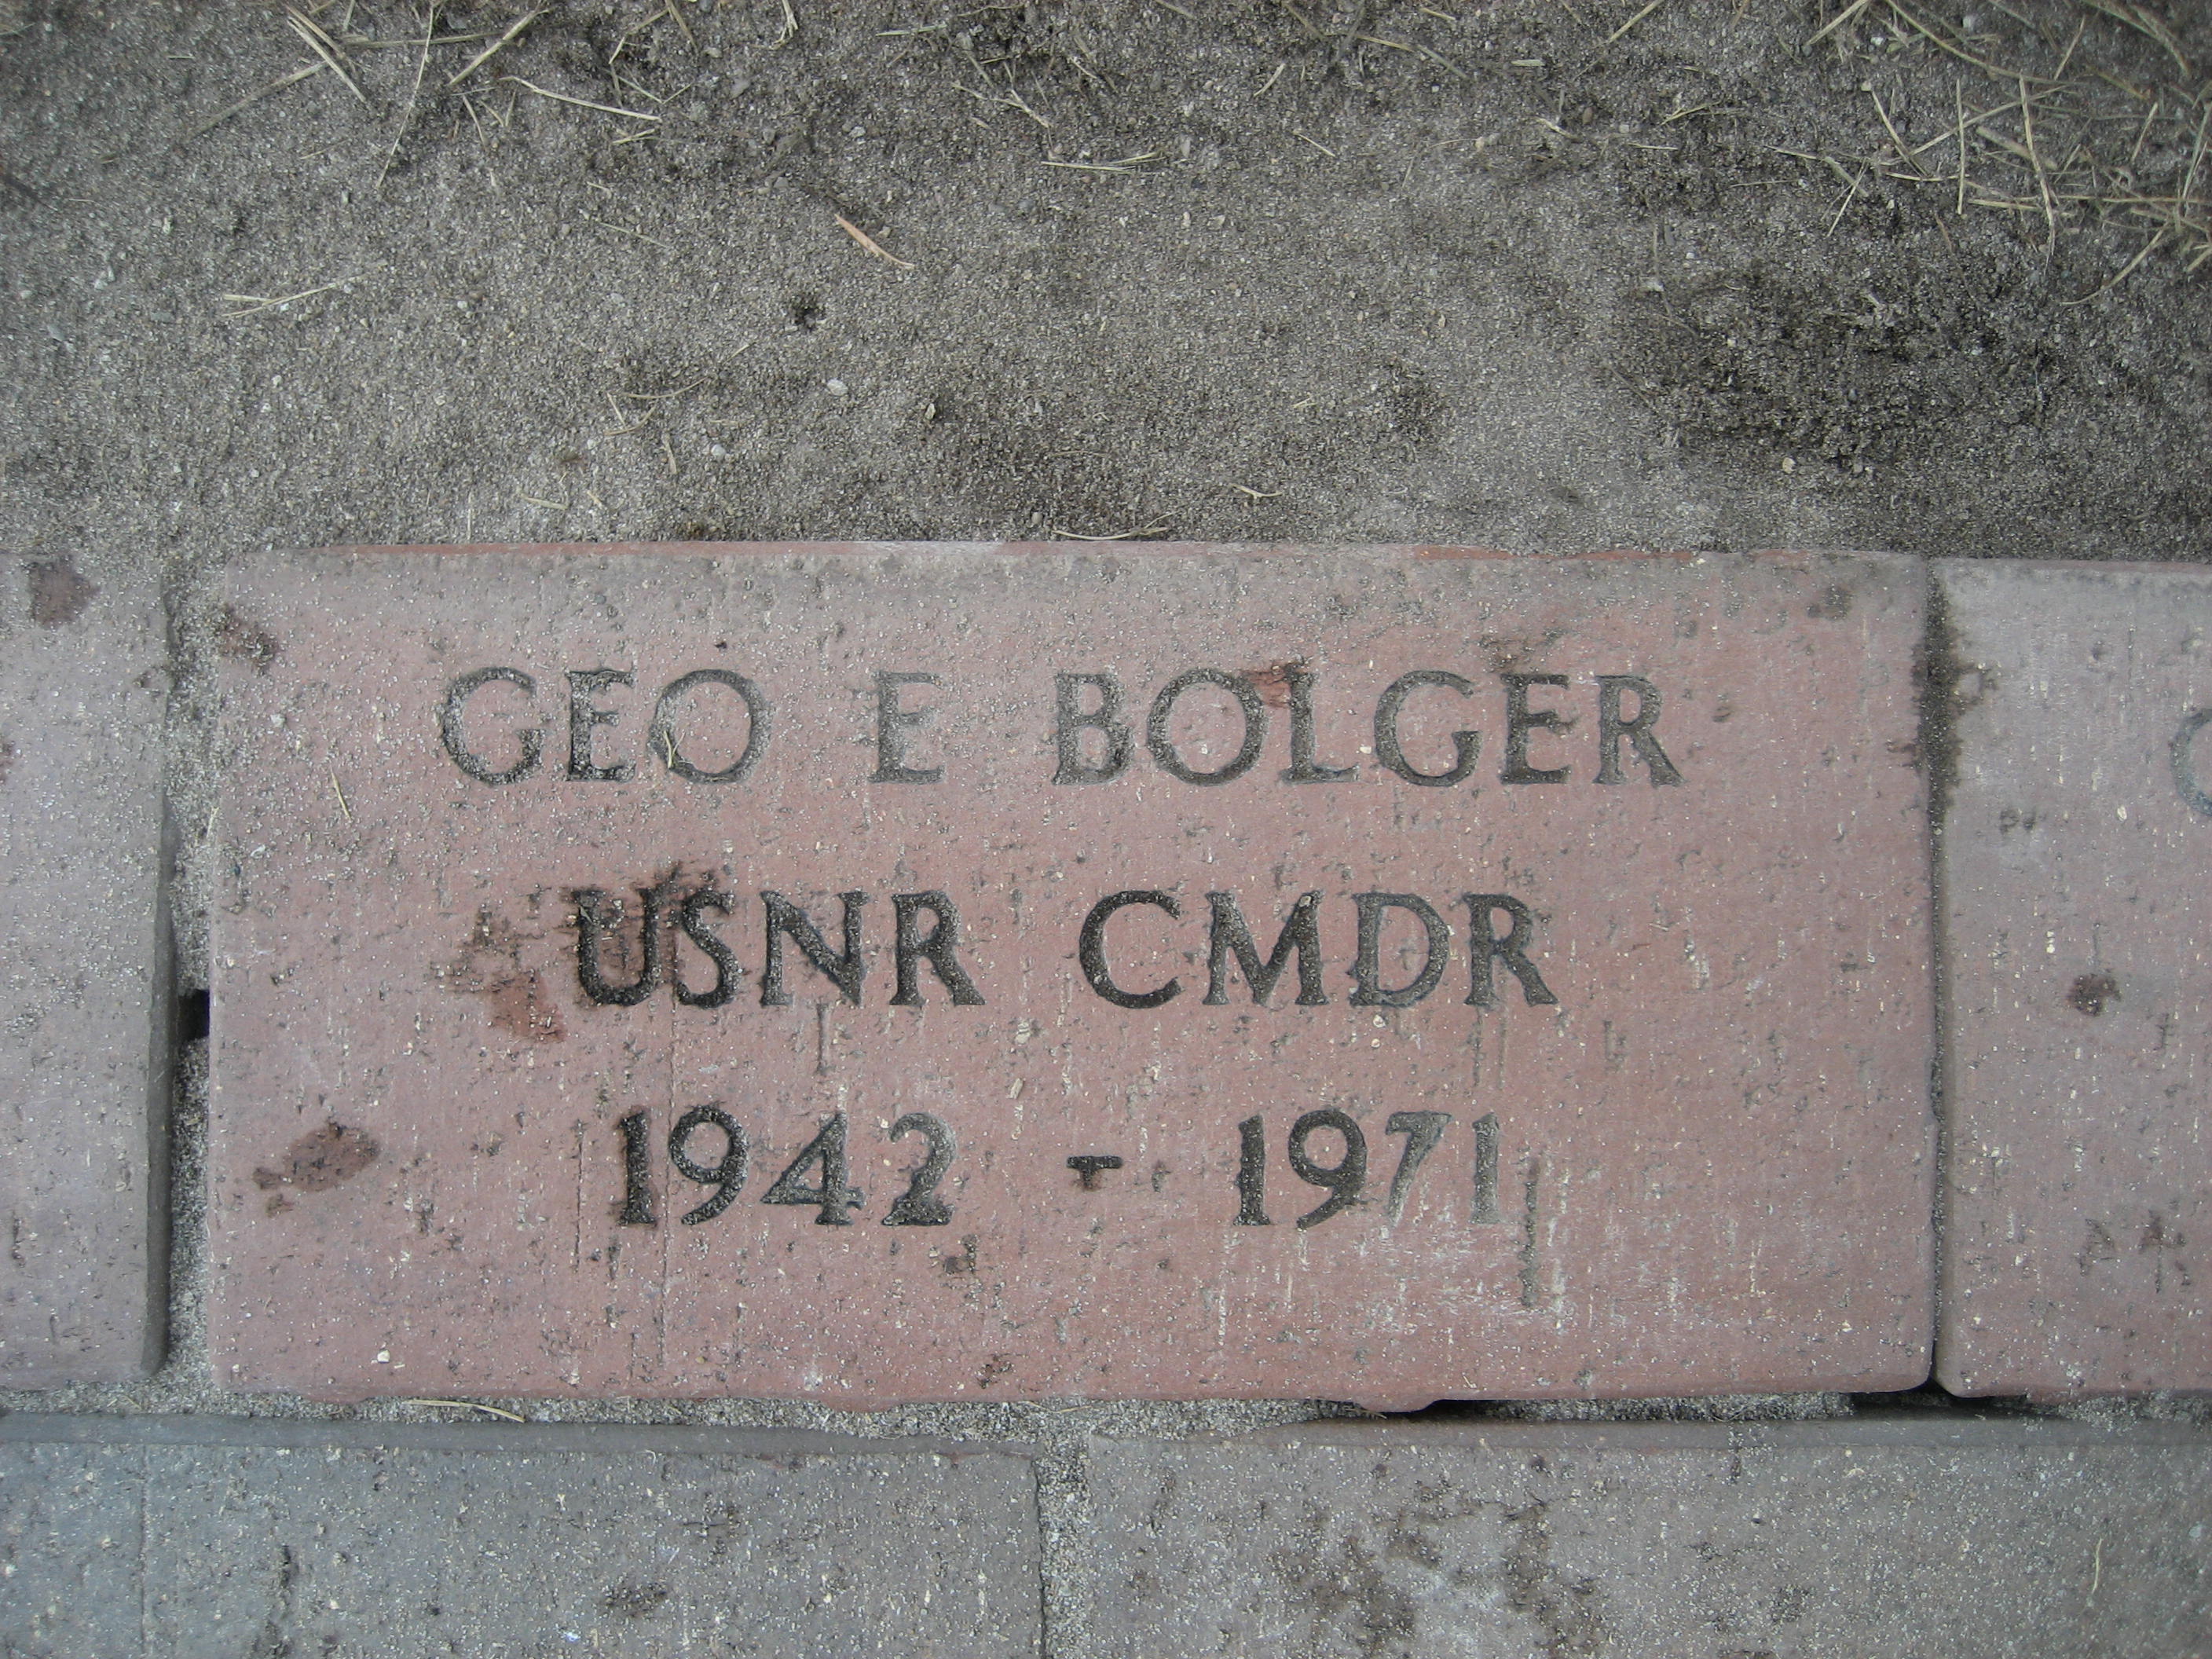 GEO E BOLGER
USNR CMDR
1942 - 1971